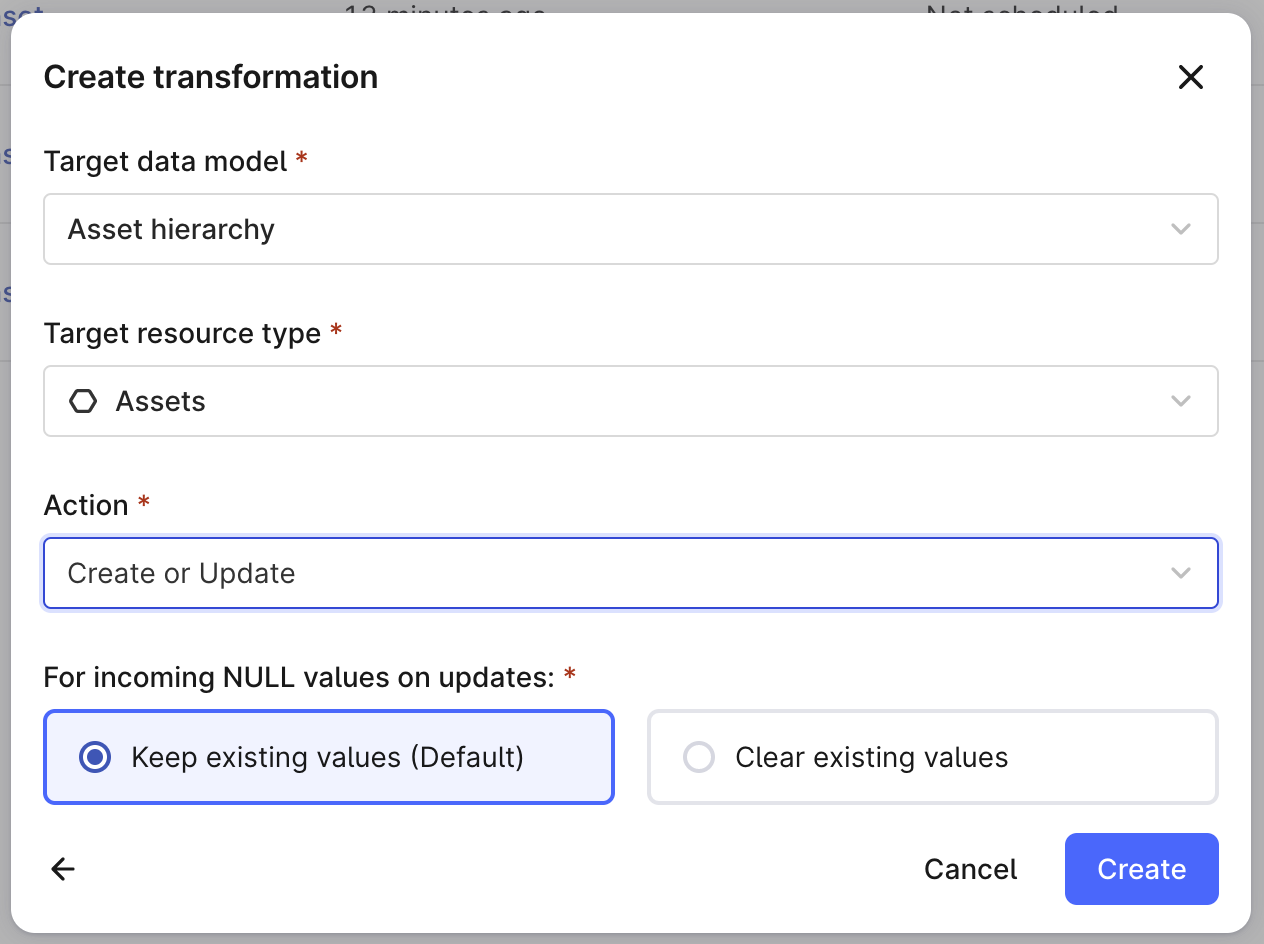 Create transformation
Target data model *
Asset hierarchy
Target resource type *
Assets
Action *
Create or Update
For incoming NULL values on updates: *
Keep existing values (Default)
Clear existing values
Cancel
Create